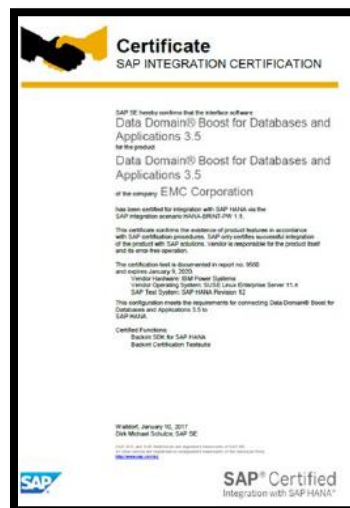 Certificate
SAP INTEGRATION CERTIFICATION
SAP SE hereby confirms that the interface software
Data Domain® Boost for Databases and
Applications 3.5
for the product
Data Domain® Boost for Databases and
Applications 3.5
of the company EMC Corporation
has been certified for integration with SAP HANA via the
SAP integration scenario HANA-BRINT-PW 1.1.
This certificate confirms the existence of product features in accordance
with SAP certification procedures. SAP only certifies successful integration
of the product with SAP solutions. Vendor is responsible for the product itself
and its error-free operation.
The certification test is documented in report no.
and expires January 9, 2020.
Vendor Hardware: IBM Power Systems
Vendor Operating System: SUSE Linux Enterprise Server 11.4
SAP Test System: SAP HANA Revision
This configuration meets the requirements for connecting Data Domain® Boost for
Databases and Applications 3.5 to
SAP HANA.
Certified Functions:
Backint SDK for SAP HANA
Backint Certification Testsuite
Walldorf, January 10, 2017
Dirk Michael Schulze, SAP SE
SAP
SAP® Certified
Integration with SAP HANA®